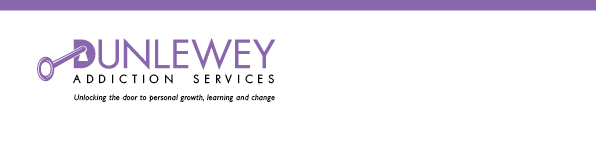 DUNLEWEY
ADDICTION SERVICES
Unlocking the door to personal growth, learning and change